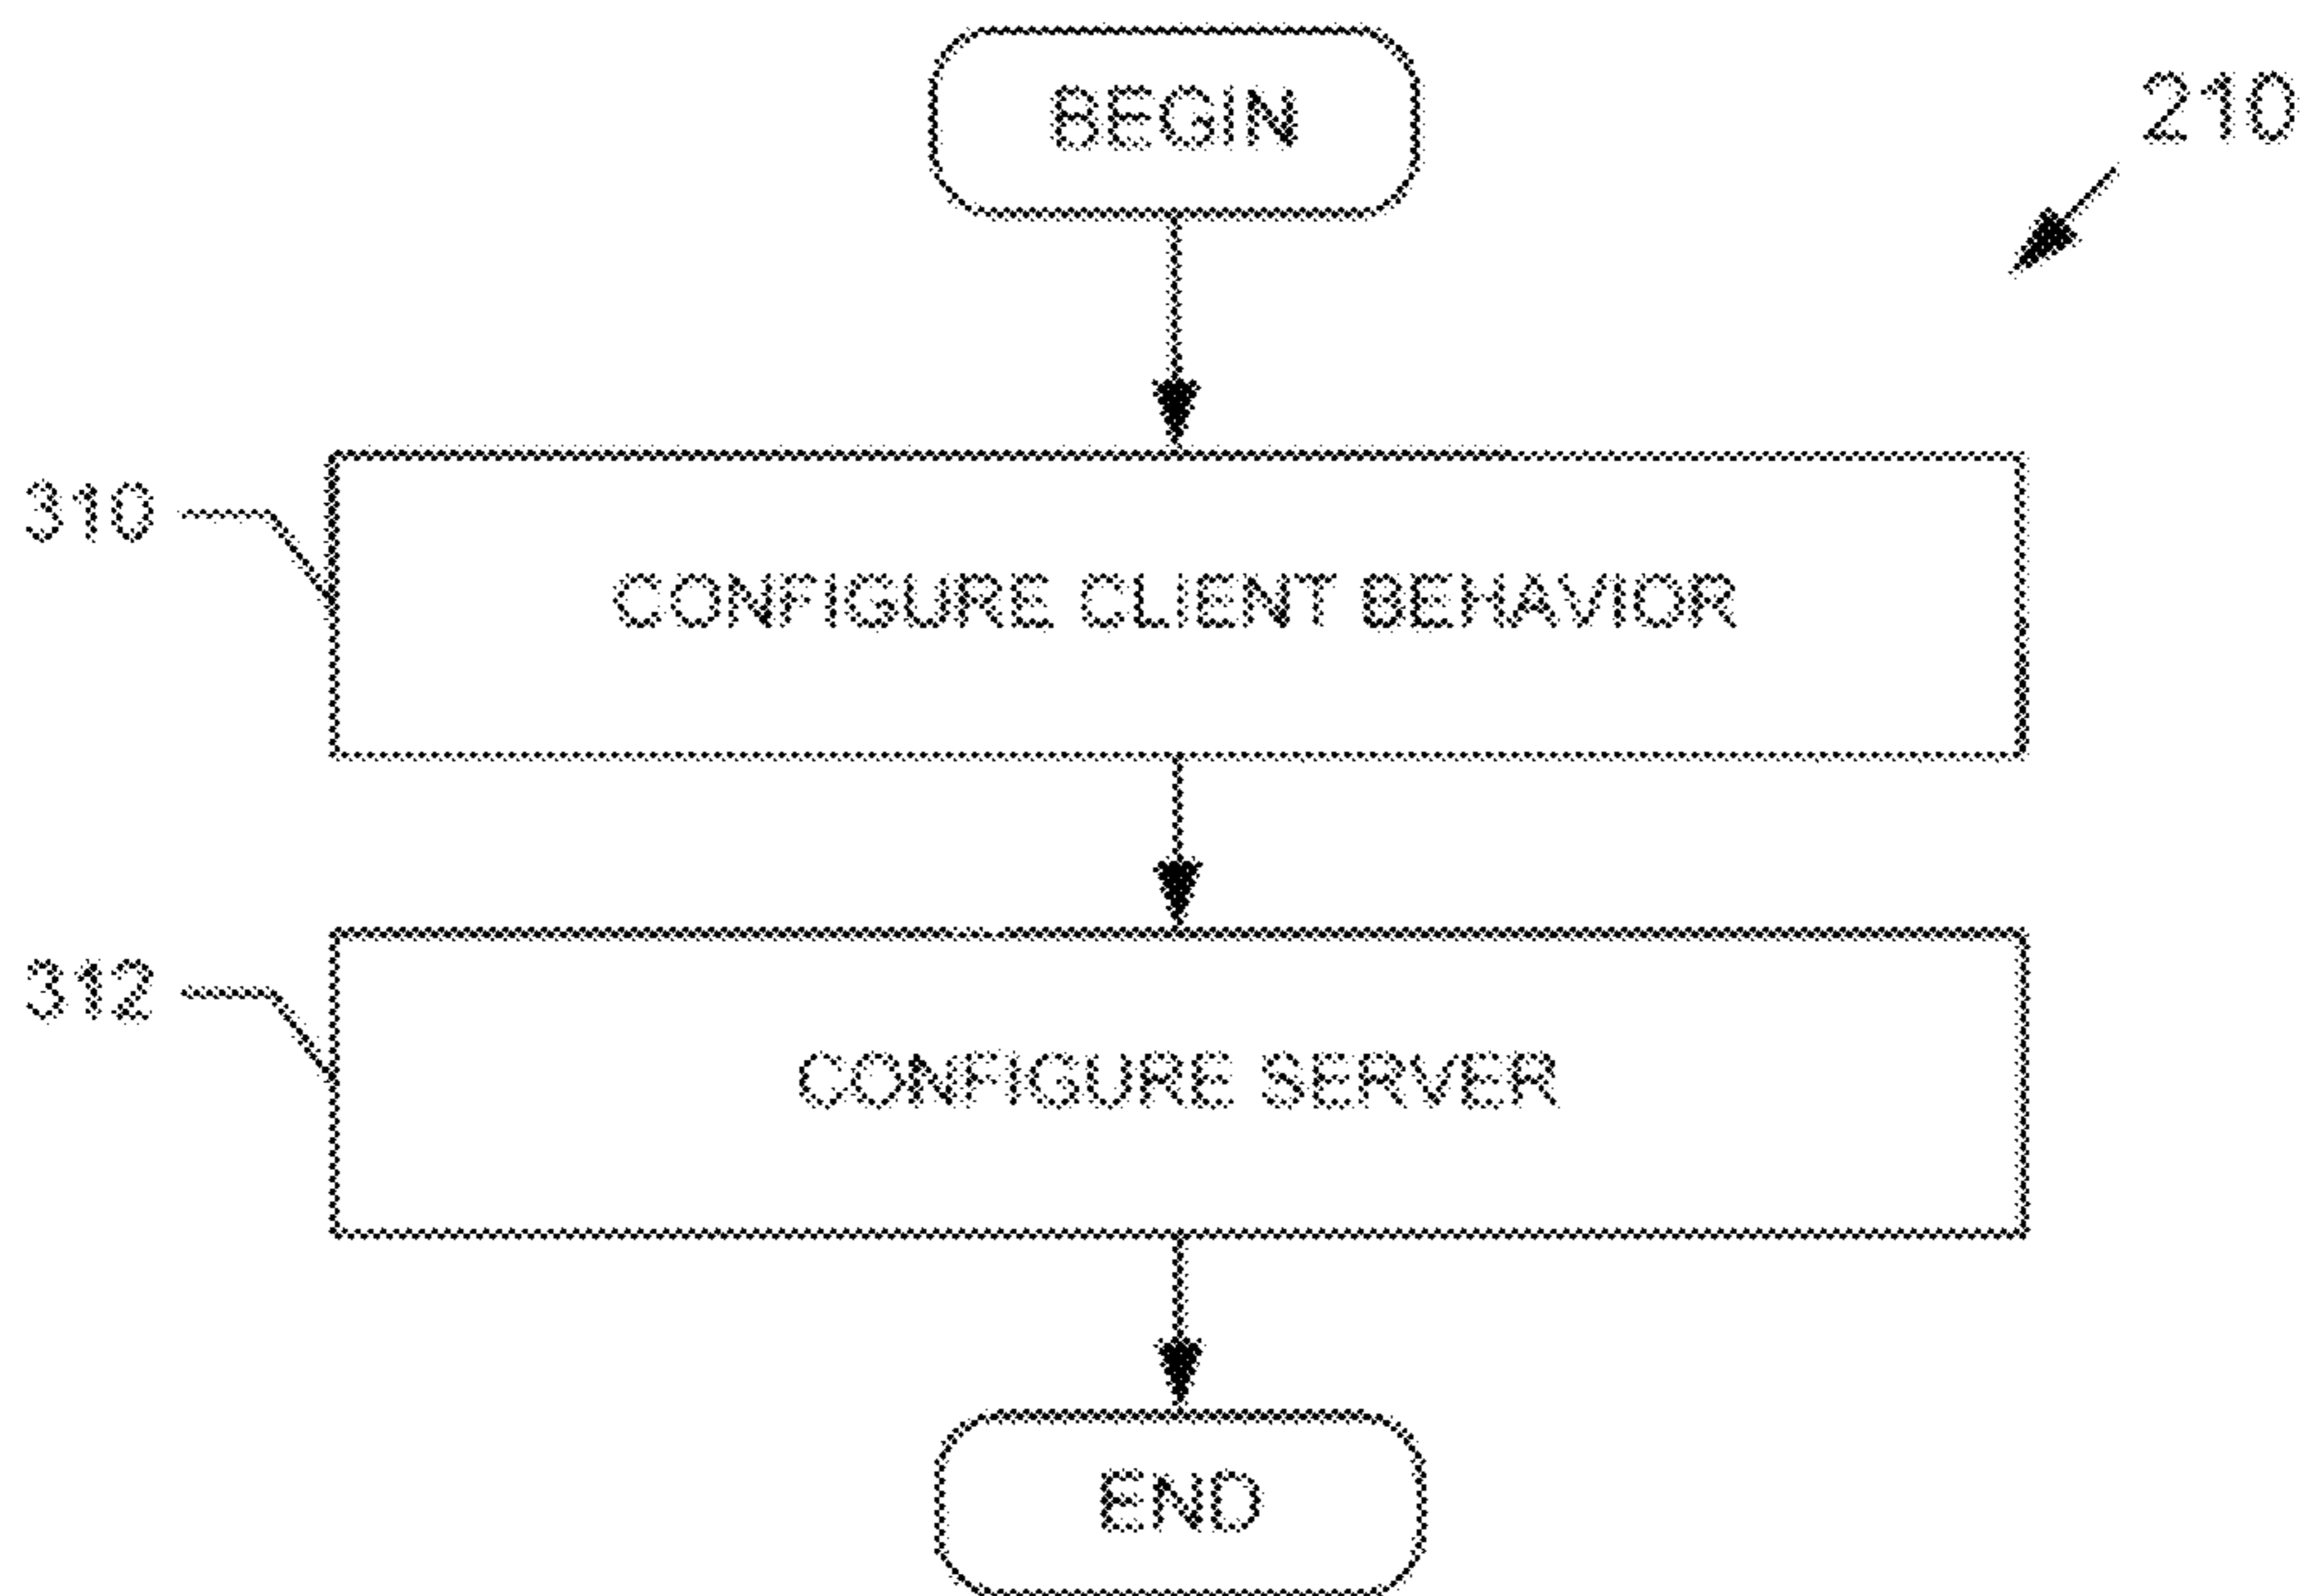 BEGIN
210
310
CONFIGURE CLIENT BEHAVIOR
312
CONFIGURE SERVER
END